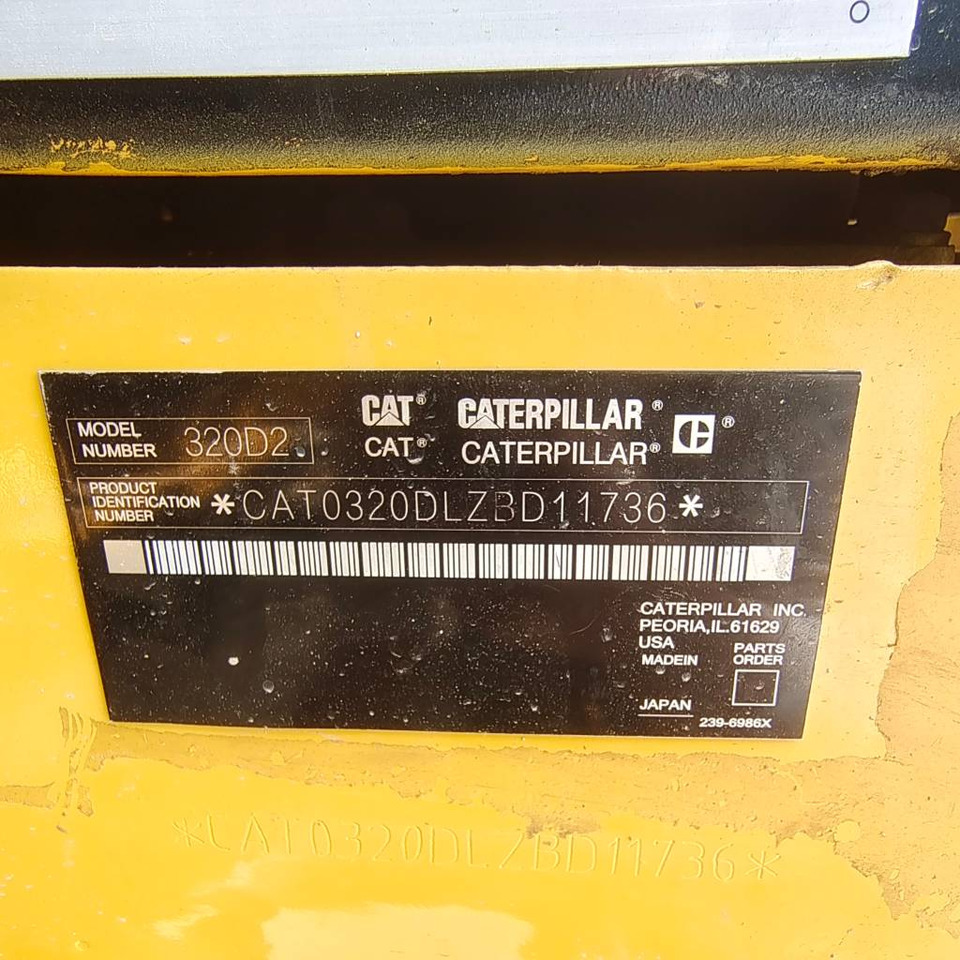 CAT® CATERPILLAR®
CAT® CATERPILLAR®
MODEL
NUMBER 320D2
PRODUCT
IDENTIFICATION
NUMBER *CAT0320DLZBD11736*
CATERPILLAR INC.
PEORIA,IL.61629
USA
MADEIN
JAPAN
PARTS
ORDER
239-6986X
*CAT0320DLZBD11736*